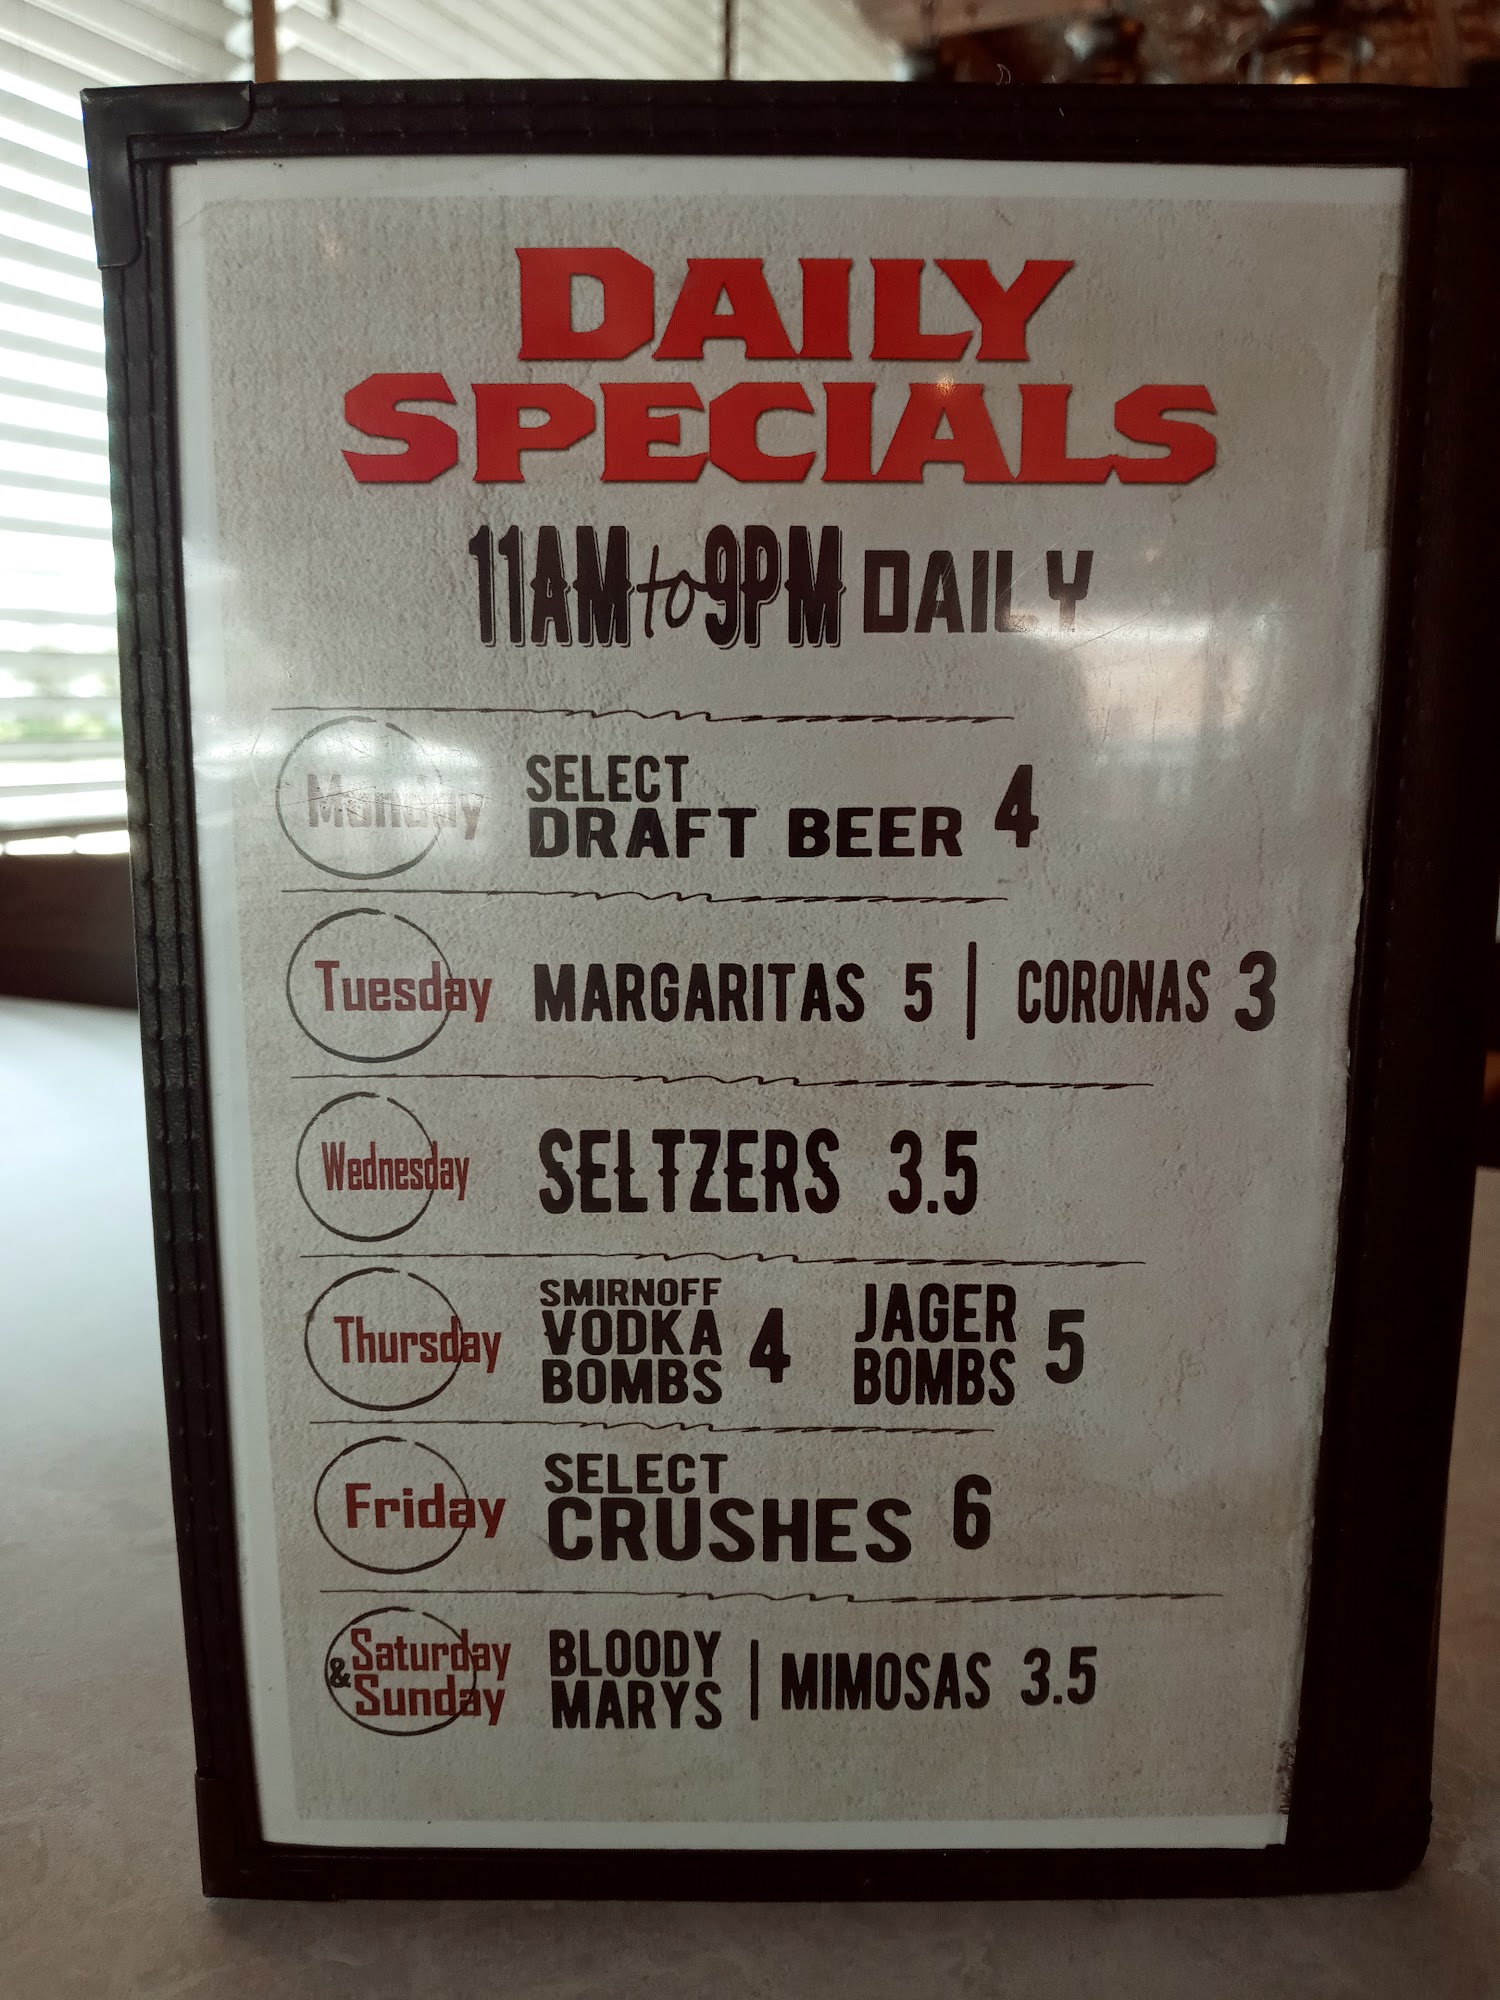 DAILY
SPECIALS
11AM to 9PM DAILY
Monday SELECT DRAFT BEER 4
Tuesday MARGARITAS 5 | CORONAS 3
Wednesday SELTZERS 3.5
Thursday SMIRNOFF VODKA BOMBS 4 JAGER BOMBS 5
Friday SELECT CRUSHES 6
Saturday & Sunday BLOODY MARYS | MIMOSAS 3.5